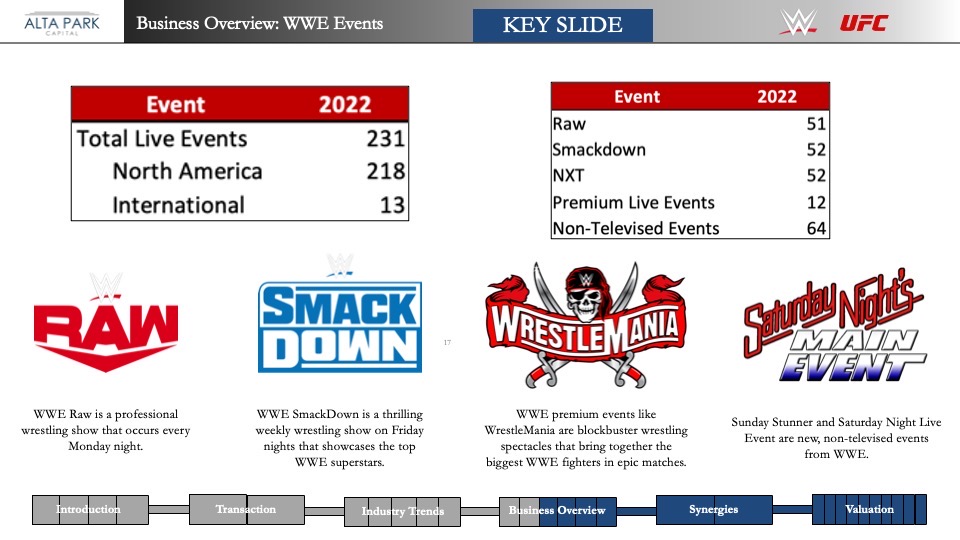 ALTA PARK
CAPITAL
Business Overview: WWE Events
KEY SLIDE
W
UFC
Event 2022
Total Live Events 231
North America 218
International 13
Event 2022
Raw 51
Smackdown 52
NXT 52
Premium Live Events 12
Non-Televised Events 64
RAW
SMACK
DOWN
WRESTLEMANIA
Saturday Night's
MAIN
EVENT
17
WWE Raw is a professional
wrestling show that occurs every
Monday night.
WWE SmackDown is a thrilling
weekly wrestling show on Friday
nights that showcases the top
WWE superstars.
WWE premium events like
WrestleMania are blockbuster wrestling
spectacles that bring together the
biggest WWE fighters in epic matches.
Sunday Stunner and Saturday Night Live
Event are new, non-televised events
from WWE.
Introduction
Transaction
Industry Trends
Business Overview
Synergies
Valuation